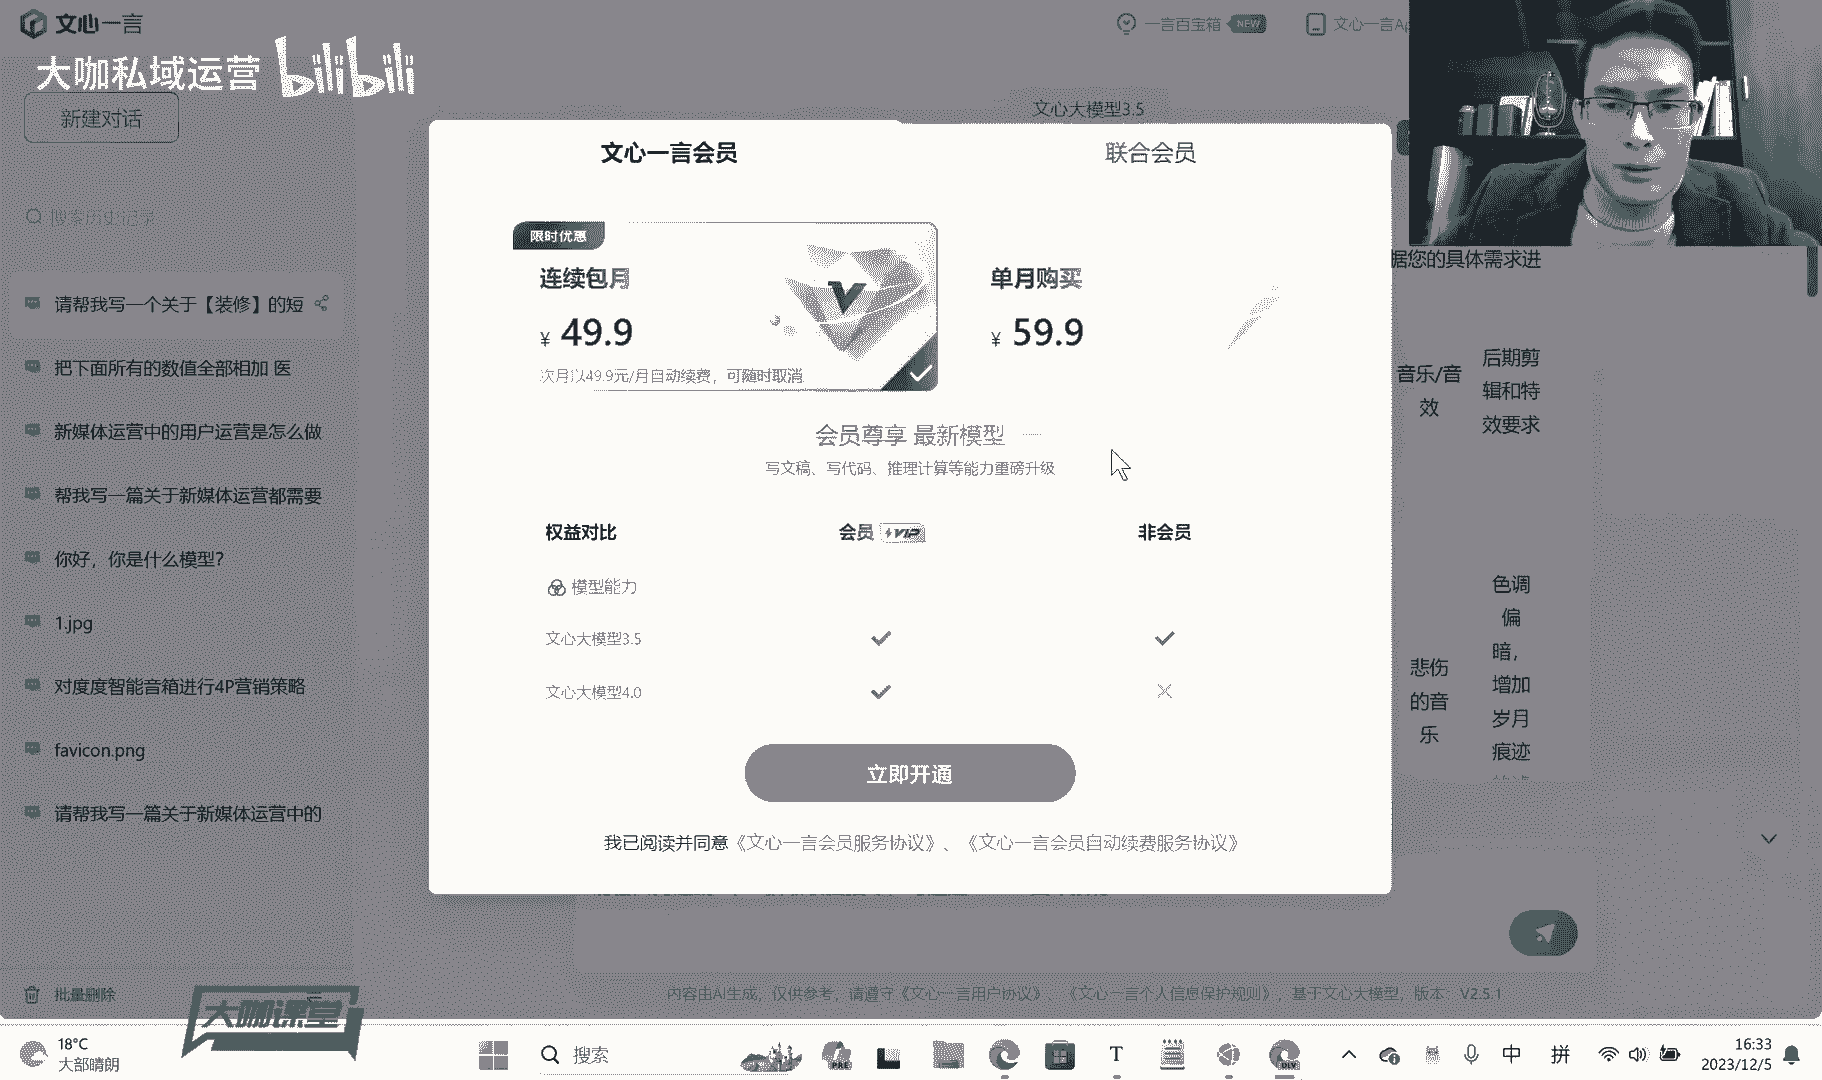 文心一言
一言百宝箱 NEW
文心一言Ap
大咖私域运营 bilibili
新建对话
文心大模型3.5
搜索历史记录
请帮我写一个关于【装修】的短
把下面所有的数值全部相加 医
新媒体运营中的用户运营是怎么做
帮我写一篇关于新媒体运营都需要
你好，你是什么模型?
1.jpg
对度度智能音箱进行4P营销策略
favicon.png
请帮我写一篇关于新媒体运营中的
批量删除
大咖课堂
文心一言会员
联合会员
限时优惠
连续包月
¥ 49.9
次月以49.9元/月自动续费，可随时取消
单月购买
¥ 59.9
会员尊享 最新模型
写文稿、写代码、推理计算等能力重磅升级
权益对比 会员 VIP 非会员
模型能力
文心大模型3.5
文心大模型4.0
立即开通
我已阅读并同意《文心一言会员服务协议》、《文心一言会员自动续费服务协议》
据您的具体需求进
音乐/音
效
后期剪
辑和特
效要求
悲伤
的音
乐
色调
偏
暗，
增加
岁月
痕迹
内容由AI生成，仅供参考，请遵守《文心一言用户协议》、《文心一言个人信息保护规则》，基于文心大模型，版本：V2.5.1
18°C
大部晴朗
搜索
PRE
T
DEV
中
拼
16:33
2023/12/5